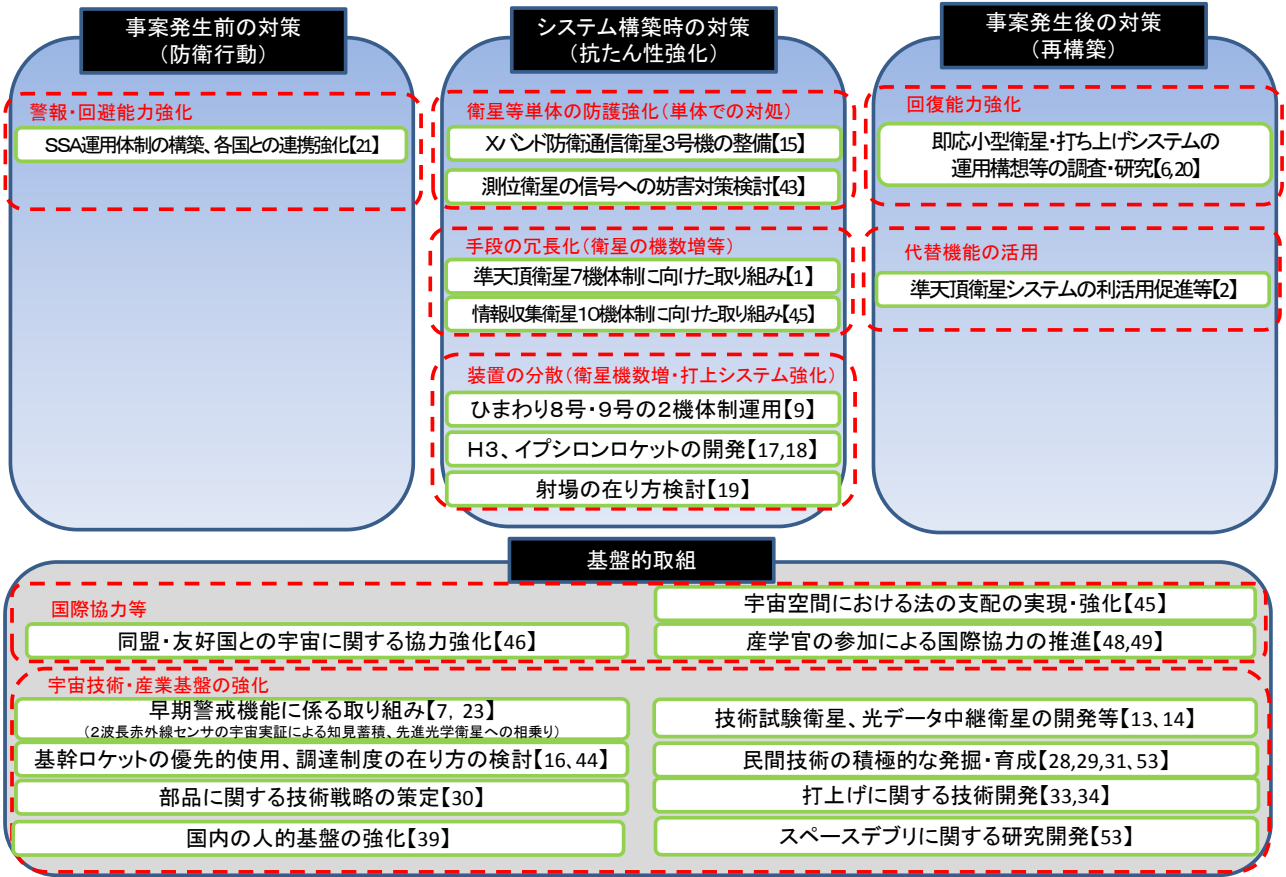 事案発生前の対策
(防衛行動)
警報・回避能力強化
SSA運用体制の構築、各国との連携強化【21】
システム構築時の対策
(抗たん性強化)
衛星等単体の防護強化(単体での対処)
Xバンド防衛通信衛星3号機の整備【15】
測位衛星の信号への妨害対策検討【43】
手段の冗長化(衛星の機数増等)
準天頂衛星7機体制に向けた取り組み【1】
情報収集衛星10機体制に向けた取り組み【4,5】
装置の分散(衛星機数増・打上システム強化)
ひまわり8号・9号の2機体制運用【9】
H3、イプシロンロケットの開発【17,18】
射場の在り方検討【19】
事案発生後の対策
(再構築)
回復能力強化
即応小型衛星・打ち上げシステムの
運用構想等の調査・研究【6,20】
代替機能の活用
準天頂衛星システムの利活用促進等【2】
基盤的取組
国際協力等
同盟・友好国との宇宙に関する協力強化【46】
宇宙空間における法の支配の実現・強化【45】
産学官の参加による国際協力の推進【48,49】
宇宙技術・産業基盤の強化
早期警戒機能に係る取り組み【7, 23】
(2波長赤外線センサの宇宙実証による知見蓄積、先進光学衛星への相乗り)
基幹ロケットの優先的使用、調達制度の在り方の検討【16、44】
部品に関する技術戦略の策定【30】
国内の人的基盤の強化【39】
技術試験衛星、光データ中継衛星の開発等【13、14】
民間技術の積極的な発掘・育成【28,29,31、53】
打上げに関する技術開発【33,34】
スペースデブリに関する研究開発【53】